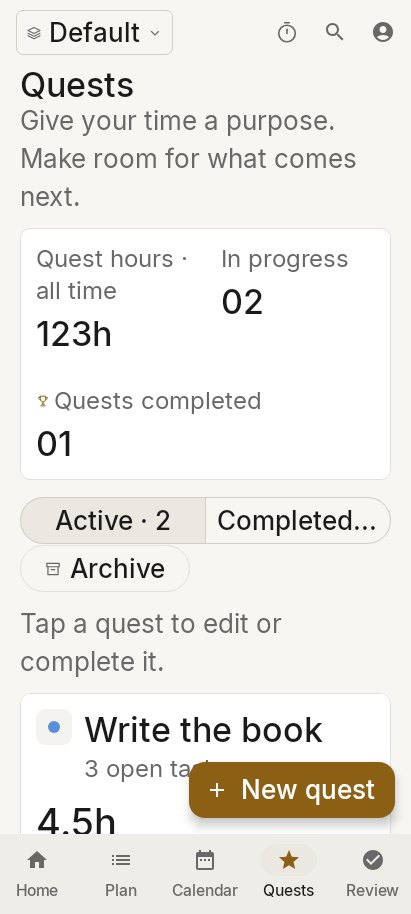 Default
Quests
Give your time a purpose.
Make room for what comes
next.
Quest hours ·
all time
123h
In progress
02
Quests completed
01
Active · 2
Completed...
Archive
Tap a quest to edit or
complete it.
Write the book
3 open
4.5h
New quest
Home
Plan
Calendar
Quests
Review